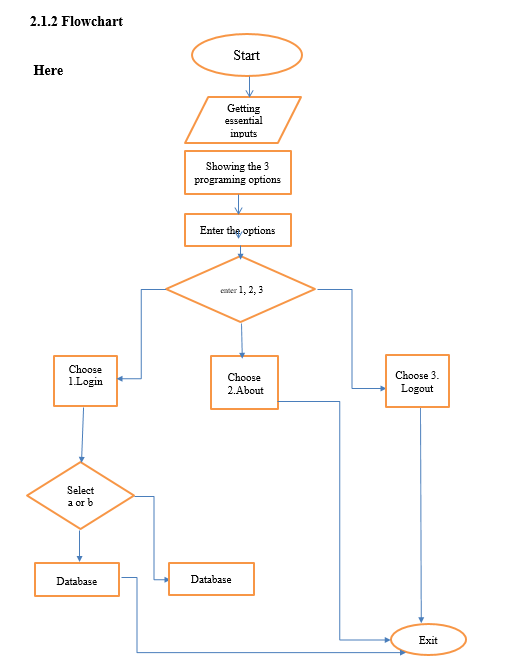 2.1.2 Flowchart
Here
Start
Getting
essential
inputs
Showing the 3
programing options
Enter the options
enter 1, 2, 3
Choose
1.Login
Choose
2.About
Choose 3.
Logout
Select
a or b
Database
Database
Exit